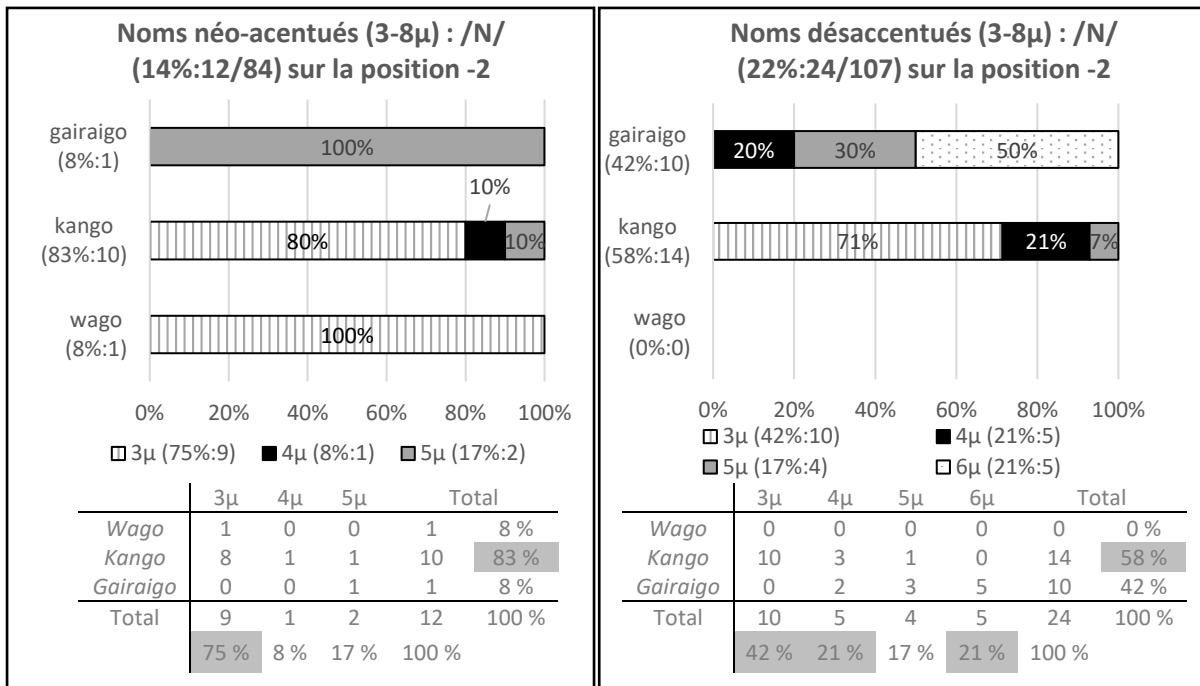 Noms néo-acentués (3-8µ) : /N/
(14%:12/84) sur la position -2
gairaigo
(8%:1)
100%
10%
kango
(83%:10)
80%
10%
wago
(8%:1)
100%
0% 20% 40% 60% 80% 100%
3µ (75%:9) 4µ (8%:1) 5µ (17%:2)
3µ 4µ 5µ Total
Wago 1 0 0 1 8 %
Kango 8 1 1 10 83 %
Gairaigo 0 0 1 1 8 %
Total 9 1 2 12 100 %
75 % 8 % 17 % 100 %
Noms désaccentués (3-8µ) : /N/
(22%:24/107) sur la position -2
gairaigo
(42%:10)
20% 30% 50%
kango
(58%:14)
71% 21% 7%
wago
(0%:0)
0% 20% 40% 60% 80% 100%
3µ (42%:10) 4µ (21%:5)
5µ (17%:4) 6µ (21%:5)
3µ 4µ 5µ 6µ Total
Wago 0 0 0 0 0 0 %
Kango 10 3 1 0 14 58 %
Gairaigo 0 2 3 5 10 42 %
Total 10 5 4 5 24 100 %
42 % 21 % 17 % 21 % 100 %